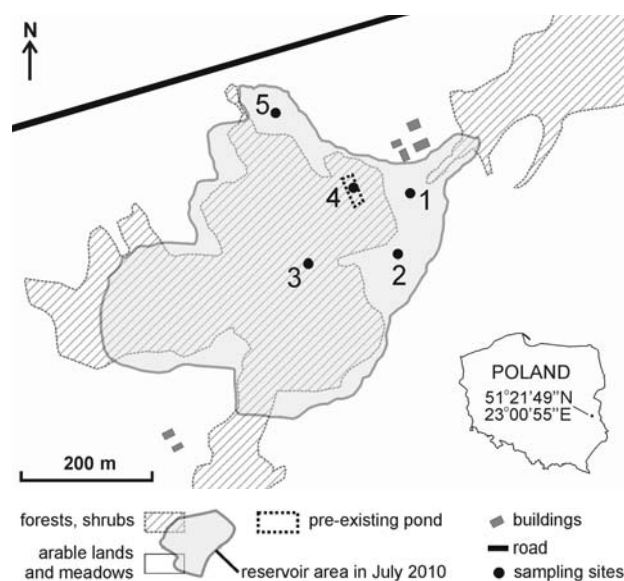 N
5
4
1
3
2
POLAND
51°21'49"N
23°00'55"E
200 m
forests, shrubs
pre-existing pond
buildings
arable lands
and meadows
road
reservoir area in July 2010
sampling sites